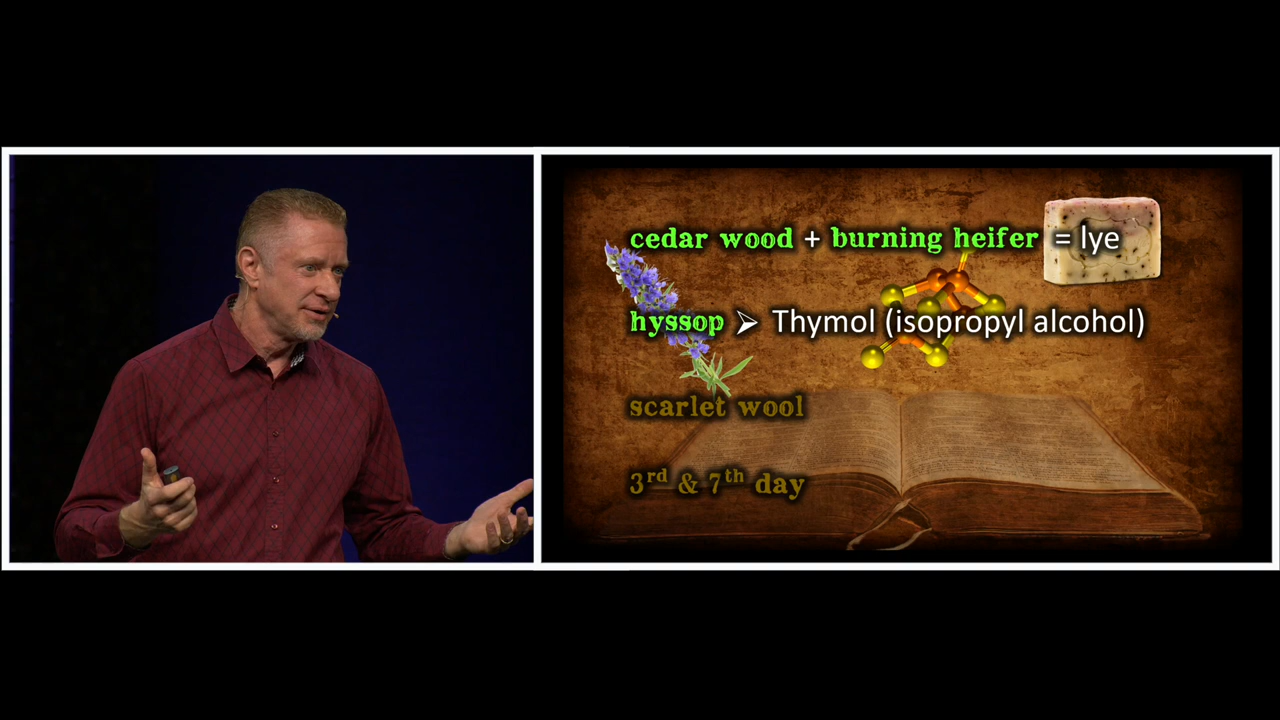 cedar wood + burning heifer = lye
hyssop ➢ Thymol (isopropyl alcohol)
scarlet wool
3rd & 7th day